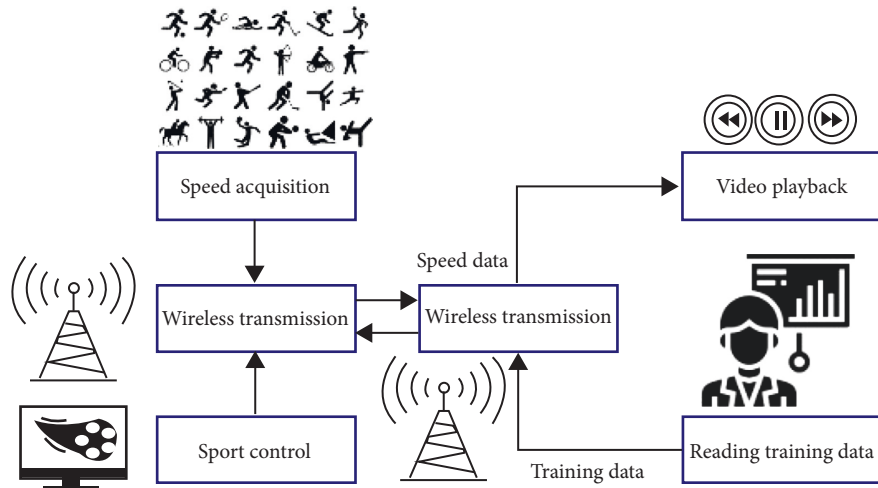 Speed acquisition
Video playback
Speed data
Wireless transmission
Wireless transmission
Sport control
Reading training data
Training data